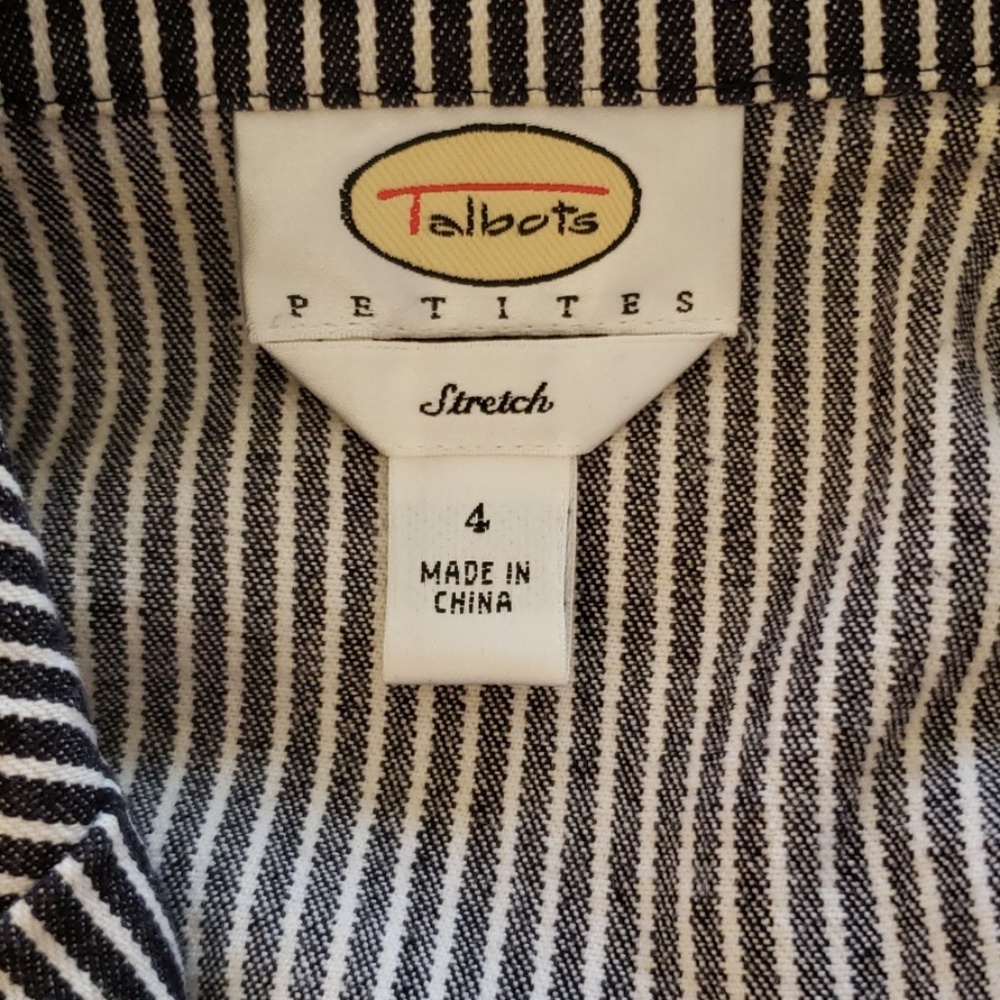 Talbots
PETITES
Stretch
4
MADE IN
CHINA